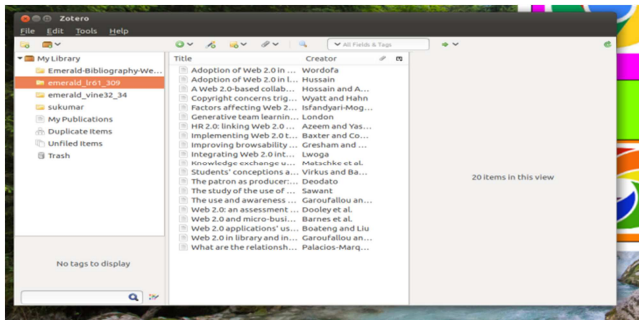 Zotero
File Edit Tools Help
All Fields & Tags
My Library
Emerald-Bibliography-We...
emerald_lr61_309
emerald_vine32_34
sukumar
My Publications
Duplicate Items
Unfiled Items
Trash
No tags to display
Title Creator
Adoption of Web 2.0 in ... Wordofa
Adoption of Web 2.0 in l... Hussain
A Web 2.0-based collab... Hossain and A...
Copyright concerns trig... Wyatt and Hahn
Factors affecting Web 2... Isfandyari-Mog...
Generative team learnin... London
HR 2.0: linking Web 2.0 ... Azeem and Yas...
Implementing Web 2.0 t... Baxter and Co...
Improving browsability ... Gresham and ...
Integrating Web 2.0 int... Lwoga
Knowledge exchange u... Matschke et al.
Students' conceptions a... Virkus and Ba...
The patron as producer:... Deodato
The study of the use of ... Sawant
The use and awareness ... Garoufallou an...
Web 2.0: an assessment ... Dooley et al.
Web 2.0 and micro-busi... Barnes et al.
Web 2.0 applications' us... Boateng and Liu
Web 2.0 in library and in... Garoufallou an...
What are the relationsh... Palacios-Marq...
20 items in this view